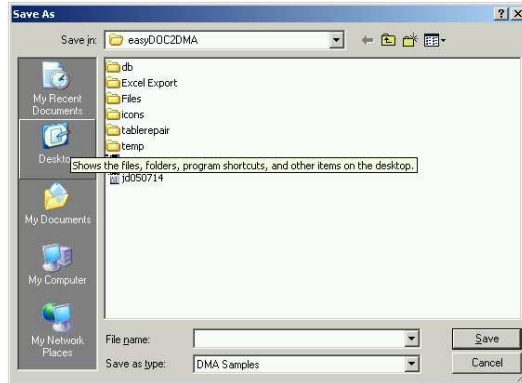 Save As
Save in:
easyDOC2DMA
My Recent
Documents
Desktop
My Documents
My Computer
My Network
Places
db
Excel Export
Files
icons
tablerepair
temp
Shows the files, folders, program shortcuts, and other items on the desktop.
jd050714
File name:
Save
Save as type:
DMA Samples
Cancel